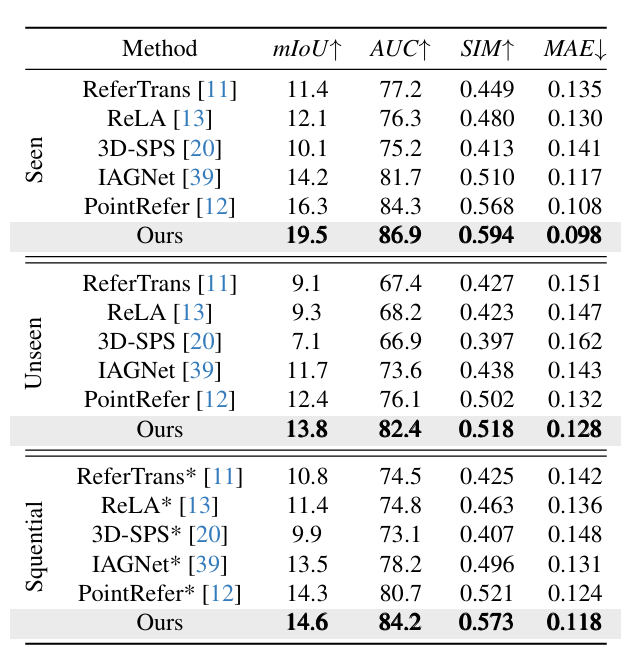 Method mIoU↑ AUC↑ SIM↑ MAE↓
Seen
ReferTrans [11] 11.4 77.2 0.449 0.135
ReLA [13] 12.1 76.3 0.480 0.130
3D-SPS [20] 10.1 75.2 0.413 0.141
IAGNet [39] 14.2 81.7 0.510 0.117
PointRefer [12] 16.3 84.3 0.568 0.108
Ours 19.5 86.9 0.594 0.098
Unseen
ReferTrans [11] 9.1 67.4 0.427 0.151
ReLA [13] 9.3 68.2 0.423 0.147
3D-SPS [20] 7.1 66.9 0.397 0.162
IAGNet [39] 11.7 73.6 0.438 0.143
PointRefer [12] 12.4 76.1 0.502 0.132
Ours 13.8 82.4 0.518 0.128
Squential
ReferTrans* [11] 10.8 74.5 0.425 0.142
ReLA* [13] 11.4 74.8 0.463 0.136
3D-SPS* [20] 9.9 73.1 0.407 0.148
IAGNet* [39] 13.5 78.2 0.496 0.131
PointRefer* [12] 14.3 80.7 0.521 0.124
Ours 14.6 84.2 0.573 0.118